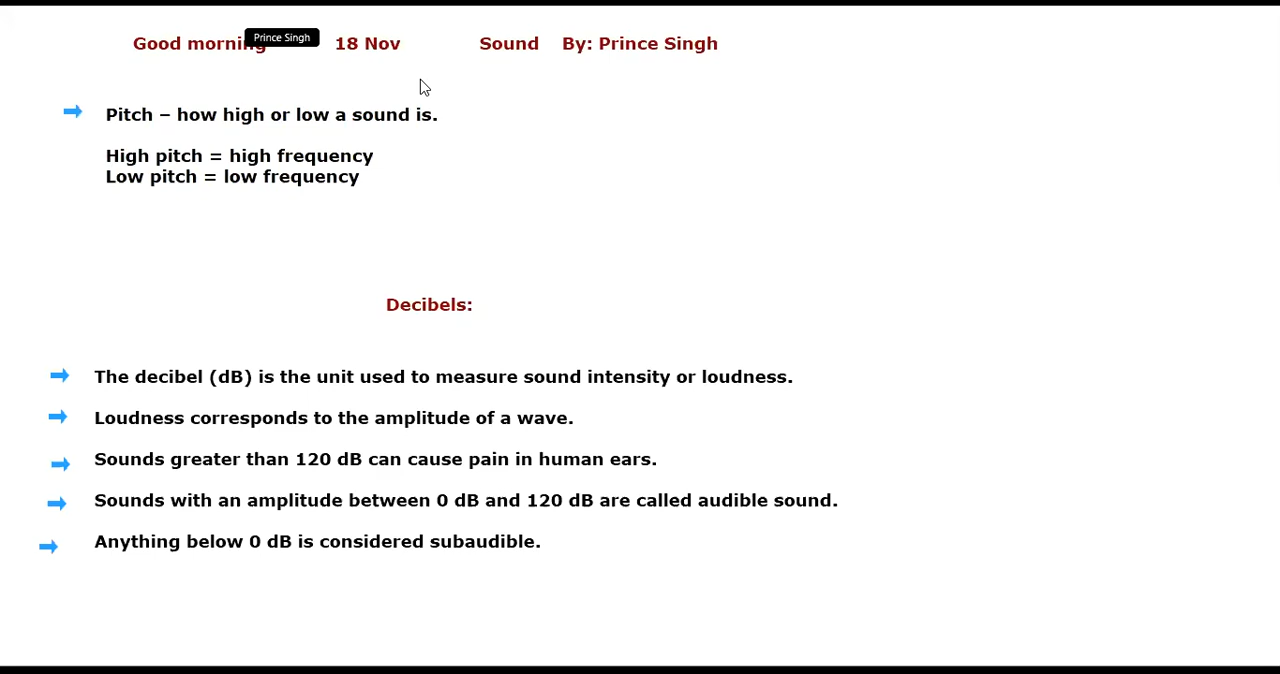 Good morning 18 Nov Sound By: Prince Singh
Prince Singh
Pitch – how high or low a sound is.
High pitch = high frequency
Low pitch = low frequency
Decibels:
The decibel (dB) is the unit used to measure sound intensity or loudness.
Loudness corresponds to the amplitude of a wave.
Sounds greater than 120 dB can cause pain in human ears.
Sounds with an amplitude between 0 dB and 120 dB are called audible sound.
Anything below 0 dB is considered subaudible.